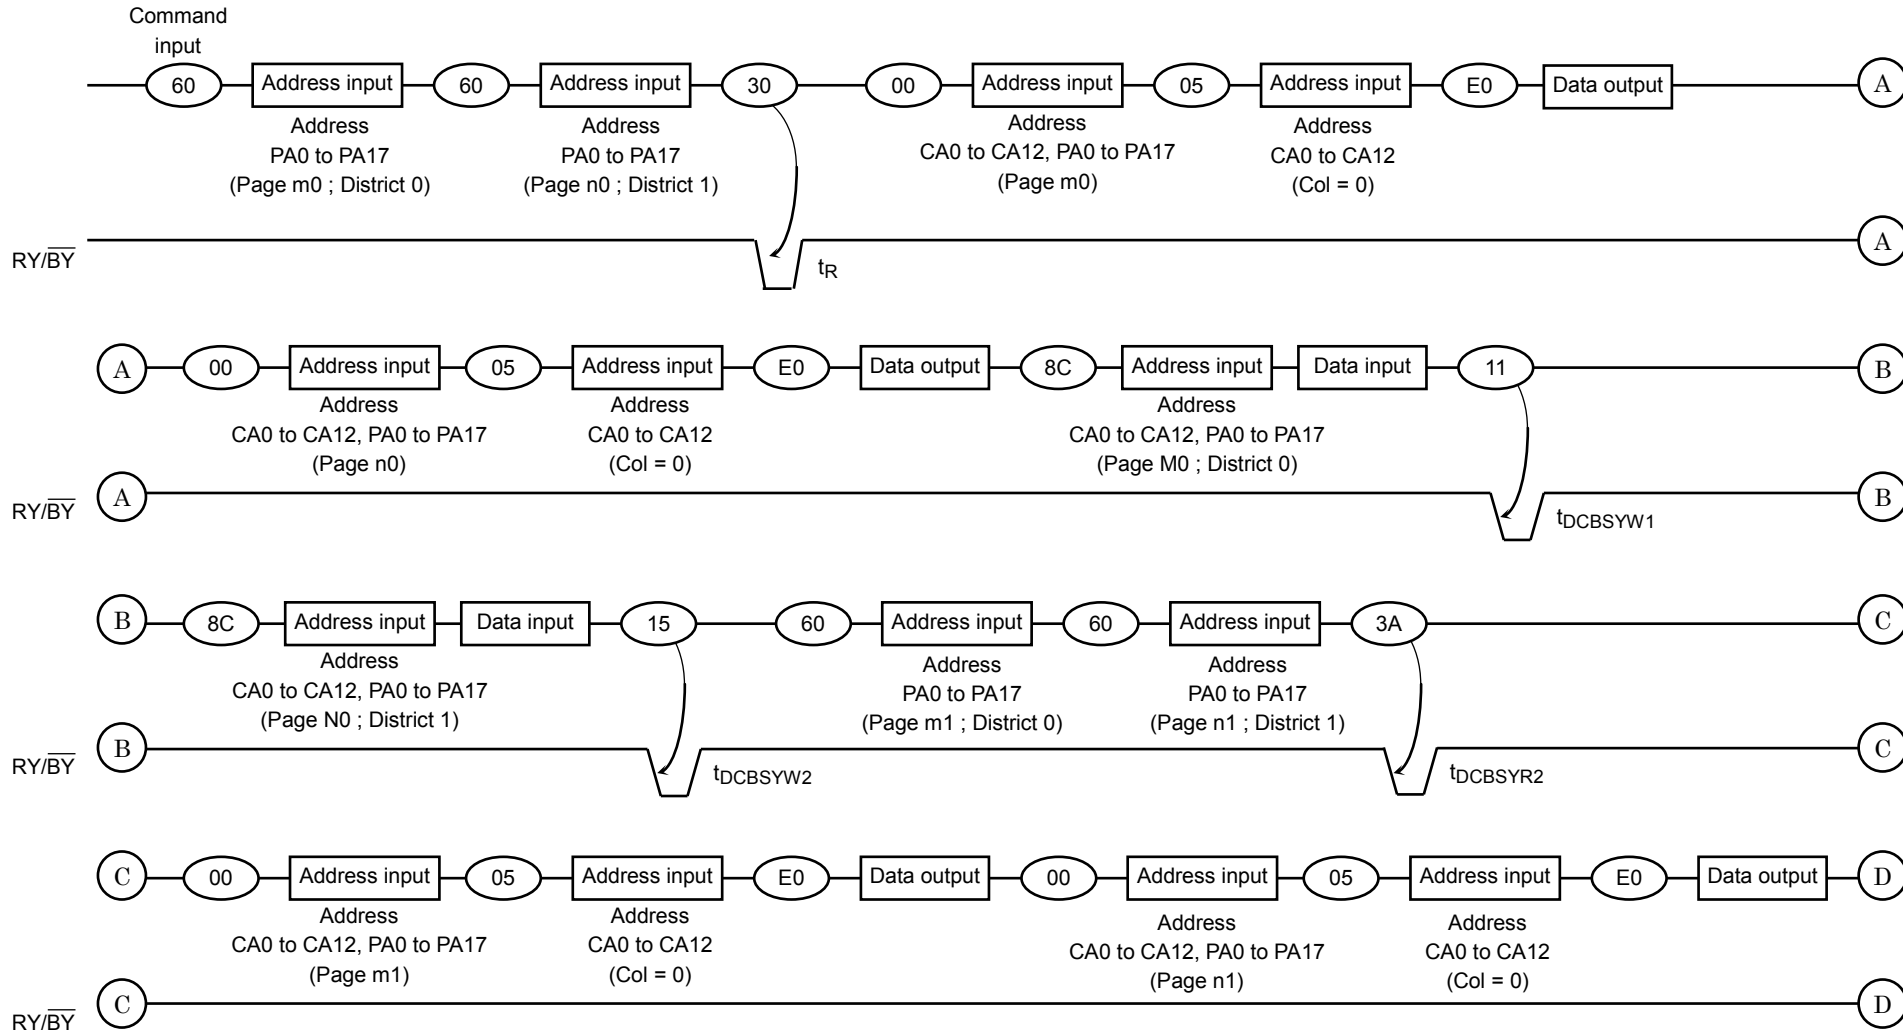 Command
input
60 Address input 60 Address input 30 00 Address input 05 Address input E0 Data output A
Address
PA0 to PA17
(Page m0 ; District 0)
Address
PA0 to PA17
(Page n0 ; District 1)
Address
CA0 to CA12, PA0 to PA17
(Page m0)
Address
CA0 to CA12
(Col = 0)
RY/B̅Y̅ tR A
A 00 Address input 05 Address input E0 Data output 8C Address input Data input 11 B
Address
CA0 to CA12, PA0 to PA17
(Page n0)
Address
CA0 to CA12
(Col = 0)
Address
CA0 to CA12, PA0 to PA17
(Page M0 ; District 0)
RY/B̅Y̅ A tDCBSYW1 B
B 8C Address input Data input 15 60 Address input 60 Address input 3A C
Address
CA0 to CA12, PA0 to PA17
(Page N0 ; District 1)
Address
PA0 to PA17
(Page m1 ; District 0)
Address
PA0 to PA17
(Page n1 ; District 1)
RY/B̅Y̅ B tDCBSYW2 tDCBSYR2 C
C 00 Address input 05 Address input E0 Data output 00 Address input 05 Address input E0 Data output D
Address
CA0 to CA12, PA0 to PA17
(Page m1)
Address
CA0 to CA12
(Col = 0)
Address
CA0 to CA12, PA0 to PA17
(Page n1)
Address
CA0 to CA12
(Col = 0)
RY/B̅Y̅ C D